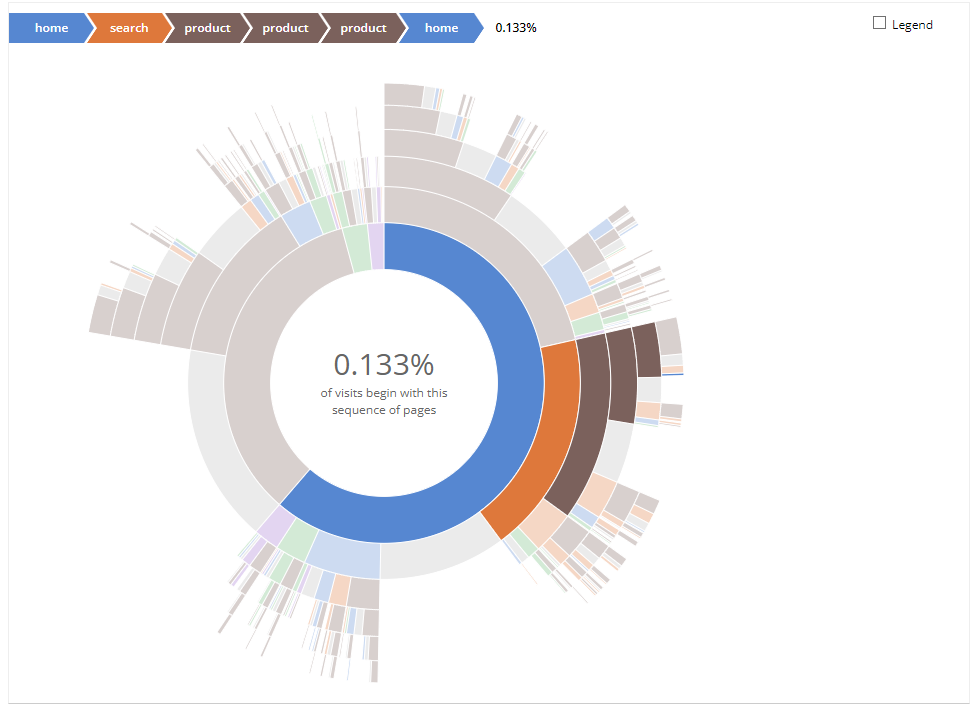 home search product product product home 0.133%
Legend
0.133%
of visits begin with this
sequence of pages